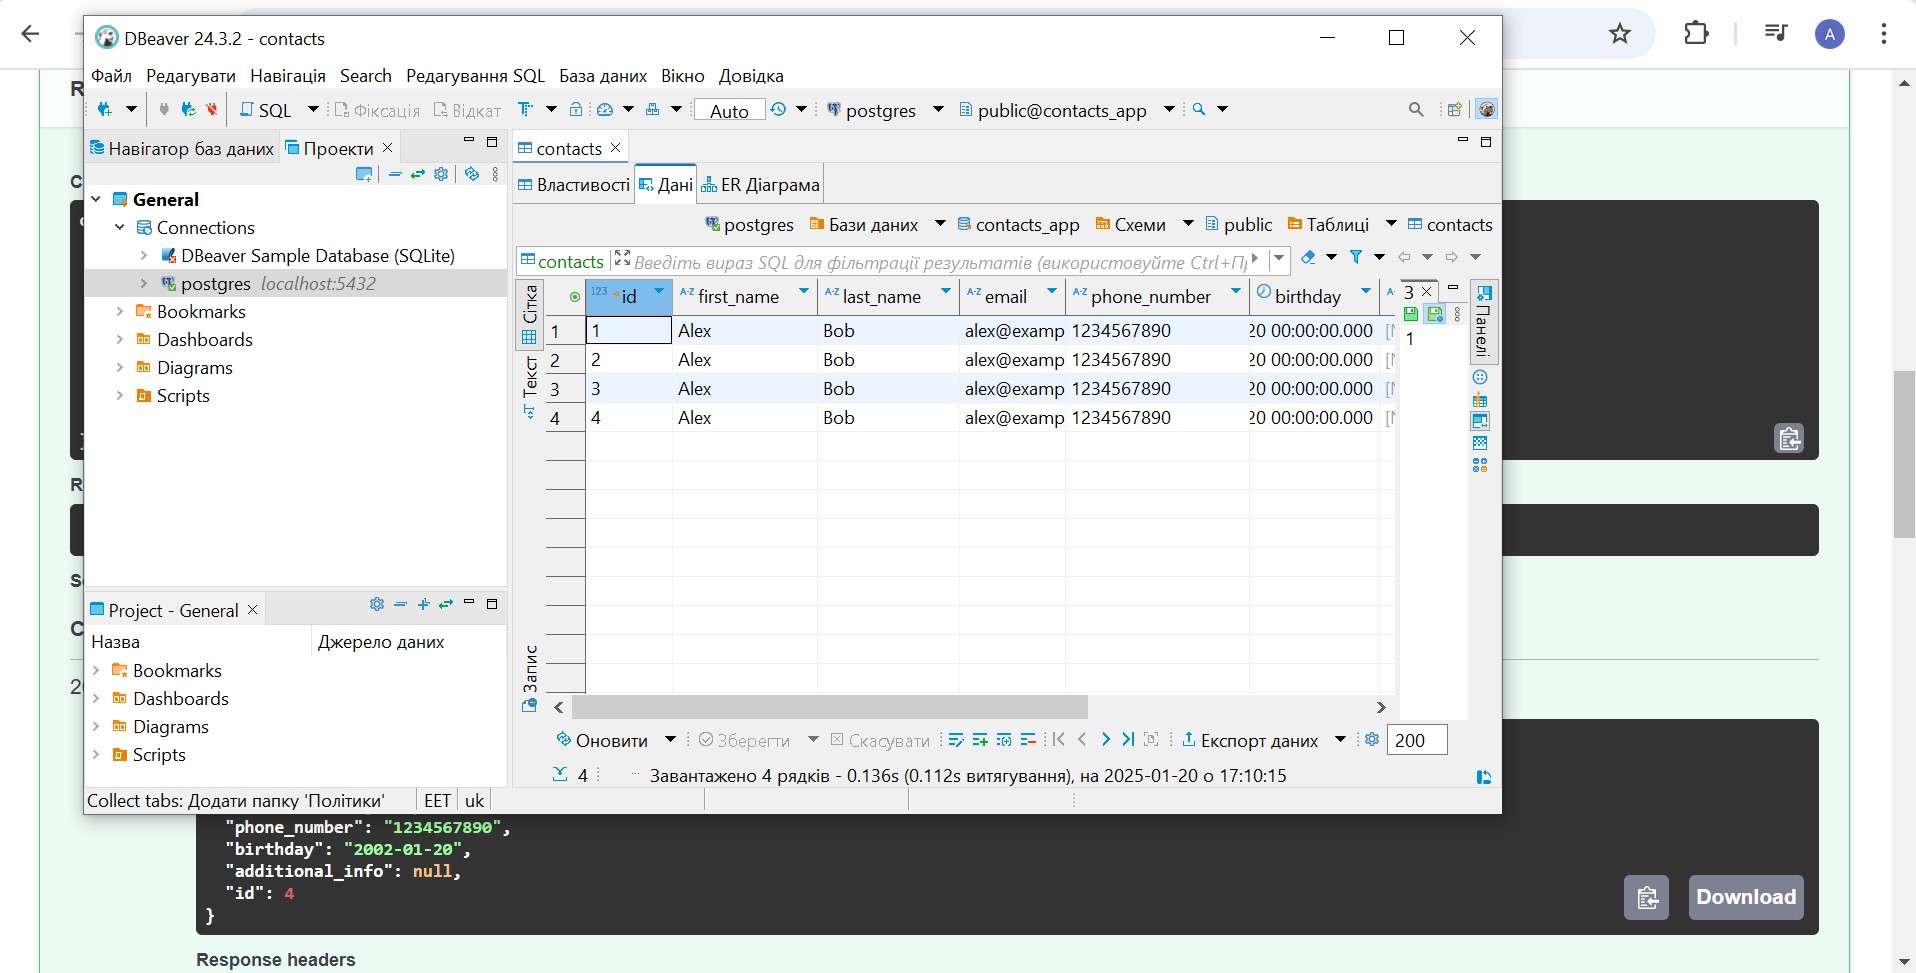 DBeaver 24.3.2 - contacts
A
Файл Редагувати Навігація Search Редагування SQL База даних Вікно Довідка
SQL Фіксація Відкат Auto postgres public@contacts_app
Навігатор баз даних Проекти
contacts
Властивості Дані ER Діаграма
General
Connections
DBeaver Sample Database (SQLite)
postgres localhost:5432
Bookmarks
Dashboards
Diagrams
Scripts
postgres Бази даних contacts_app Схеми public Таблиці contacts
contacts Введіть вираз SQL для фільтрації результатів (використовуйте Ctrl+П
Сітка
Текст
Запис
Панелі
123 id A-Z first_name A-Z last_name A-Z email A-Z phone_number birthday 3
1 1 Alex Bob alex@examp 1234567890 20 00:00:00.000 1
2 2 Alex Bob alex@examp 1234567890 20 00:00:00.000
3 3 Alex Bob alex@examp 1234567890 20 00:00:00.000
4 4 Alex Bob alex@examp 1234567890 20 00:00:00.000
Project - General
Назва Джерело даних
Bookmarks
Dashboards
Diagrams
Scripts
Оновити Зберегти Скасувати Експорт даних 200
4 Завантажено 4 рядків - 0.136s (0.112s витягування), на 2025-01-20 о 17:10:15
Collect tabs: Додати папку 'Політики' EET uk
"phone_number": "1234567890",
"birthday": "2002-01-20",
"additional_info": null,
"id": 4
}
Download
Response headers